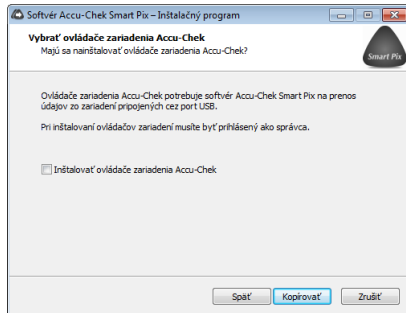 Softvér Accu-Chek Smart Pix – Inštalačný program
Vybrať ovládače zariadenia Accu-Chek
Majú sa nainštalovať ovládače zariadenia Accu-Chek?
Smart Pix
Ovládače zariadenia Accu-Chek potrebuje softvér Accu-Chek Smart Pix na prenos
údajov zo zariadení pripojených cez port USB.
Pri inštalovaní ovládačov zariadení musíte byť prihlásený ako správca.
Inštalovať ovládače zariadenia Accu-Chek
Späť Kopírovať Zrušiť